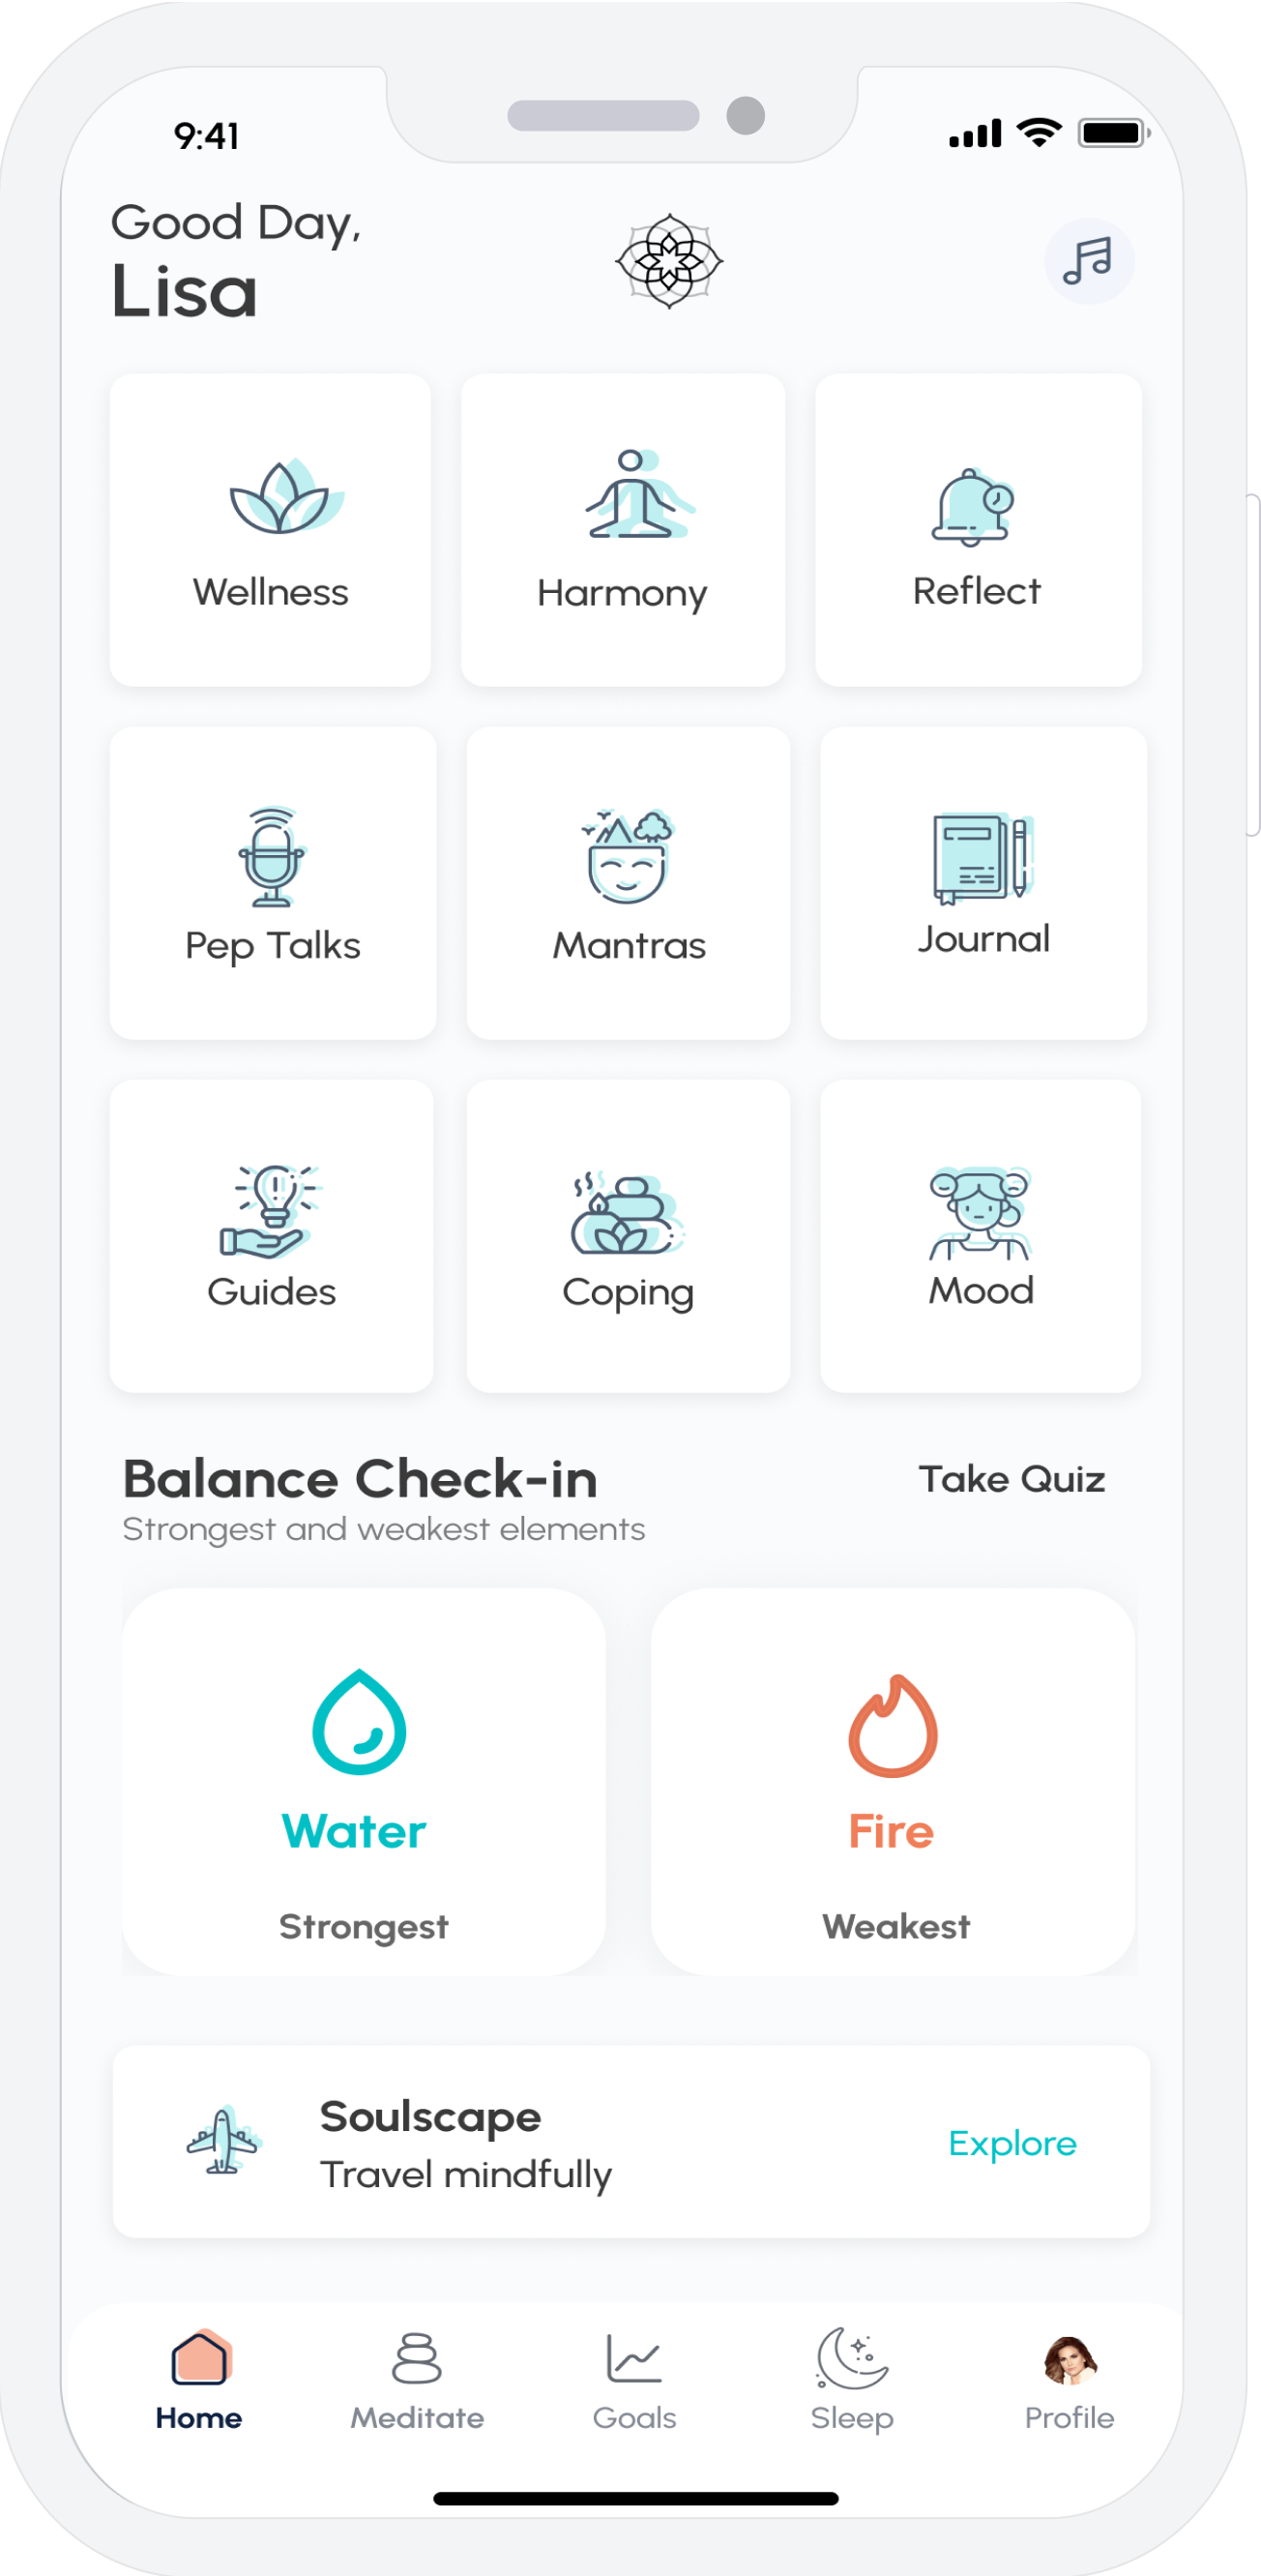 9:41
Good Day,
Lisa
Wellness
Harmony
Reflect
Pep Talks
Mantras
Journal
Guides
Coping
Mood
Balance Check-in
Take Quiz
Strongest and weakest elements
Water
Fire
Strongest
Weakest
Soulscape
Travel mindfully
Explore
Home
Meditate
Goals
Sleep
Profile